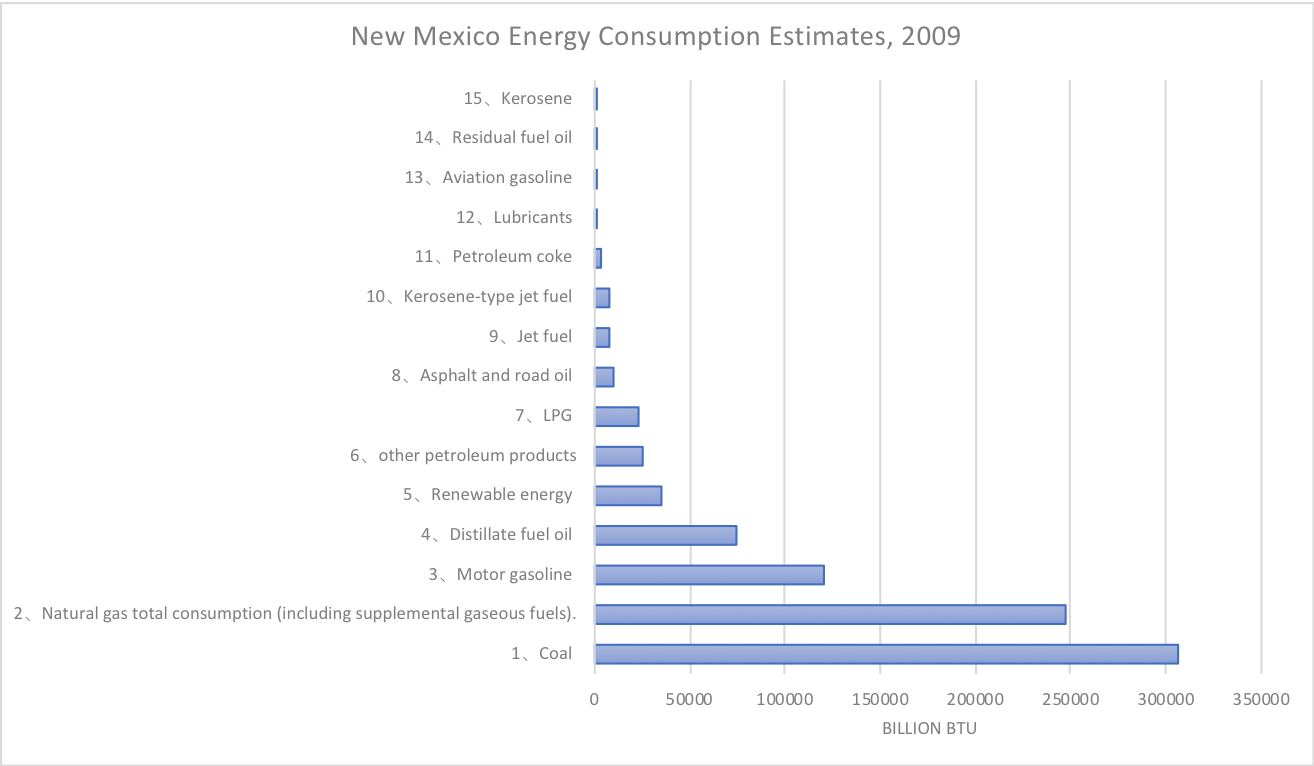 New Mexico Energy Consumption Estimates, 2009
15、Kerosene
14、Residual fuel oil
13、Aviation gasoline
12、Lubricants
11、Petroleum coke
10、Kerosene-type jet fuel
9、Jet fuel
8、Asphalt and road oil
7、LPG
6、other petroleum products
5、Renewable energy
4、Distillate fuel oil
3、Motor gasoline
2、Natural gas total consumption (including supplemental gaseous fuels).
1、Coal
0 50000 100000 150000 200000 250000 300000 350000
BILLION BTU